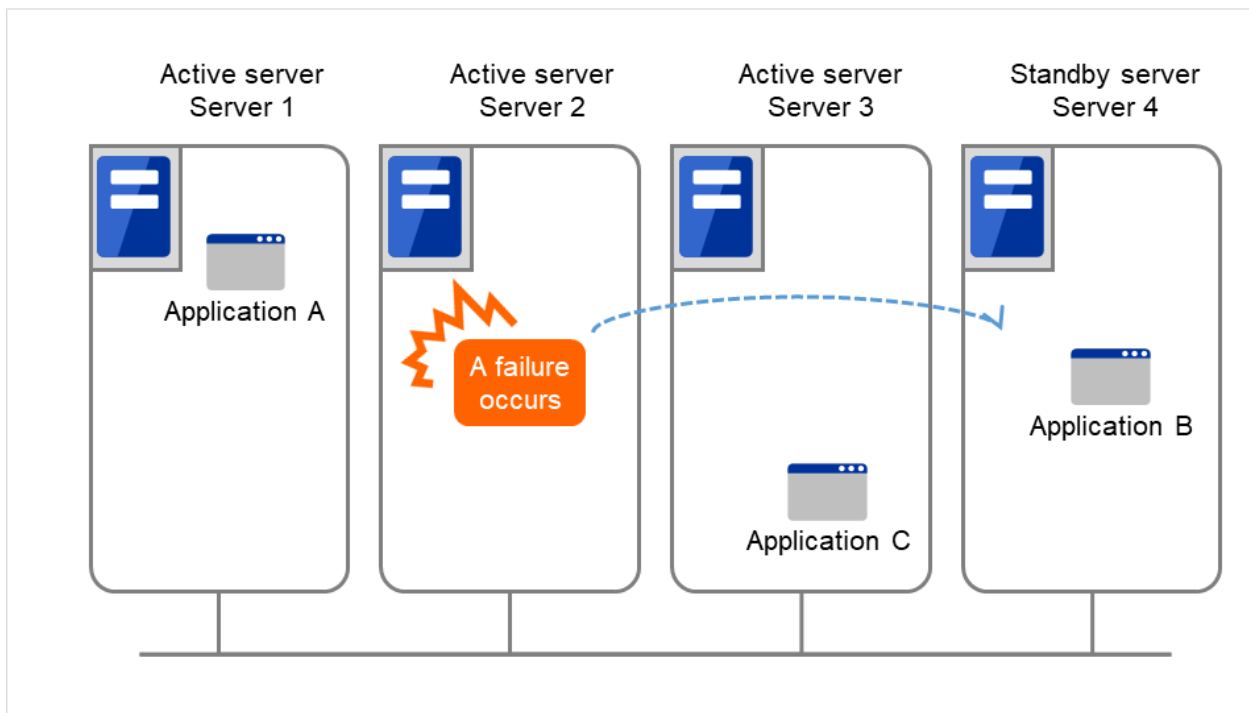 Active server
Server 1
Active server
Server 2
Active server
Server 3
Standby server
Server 4
Application A
A failure
occurs
Application B
Application C